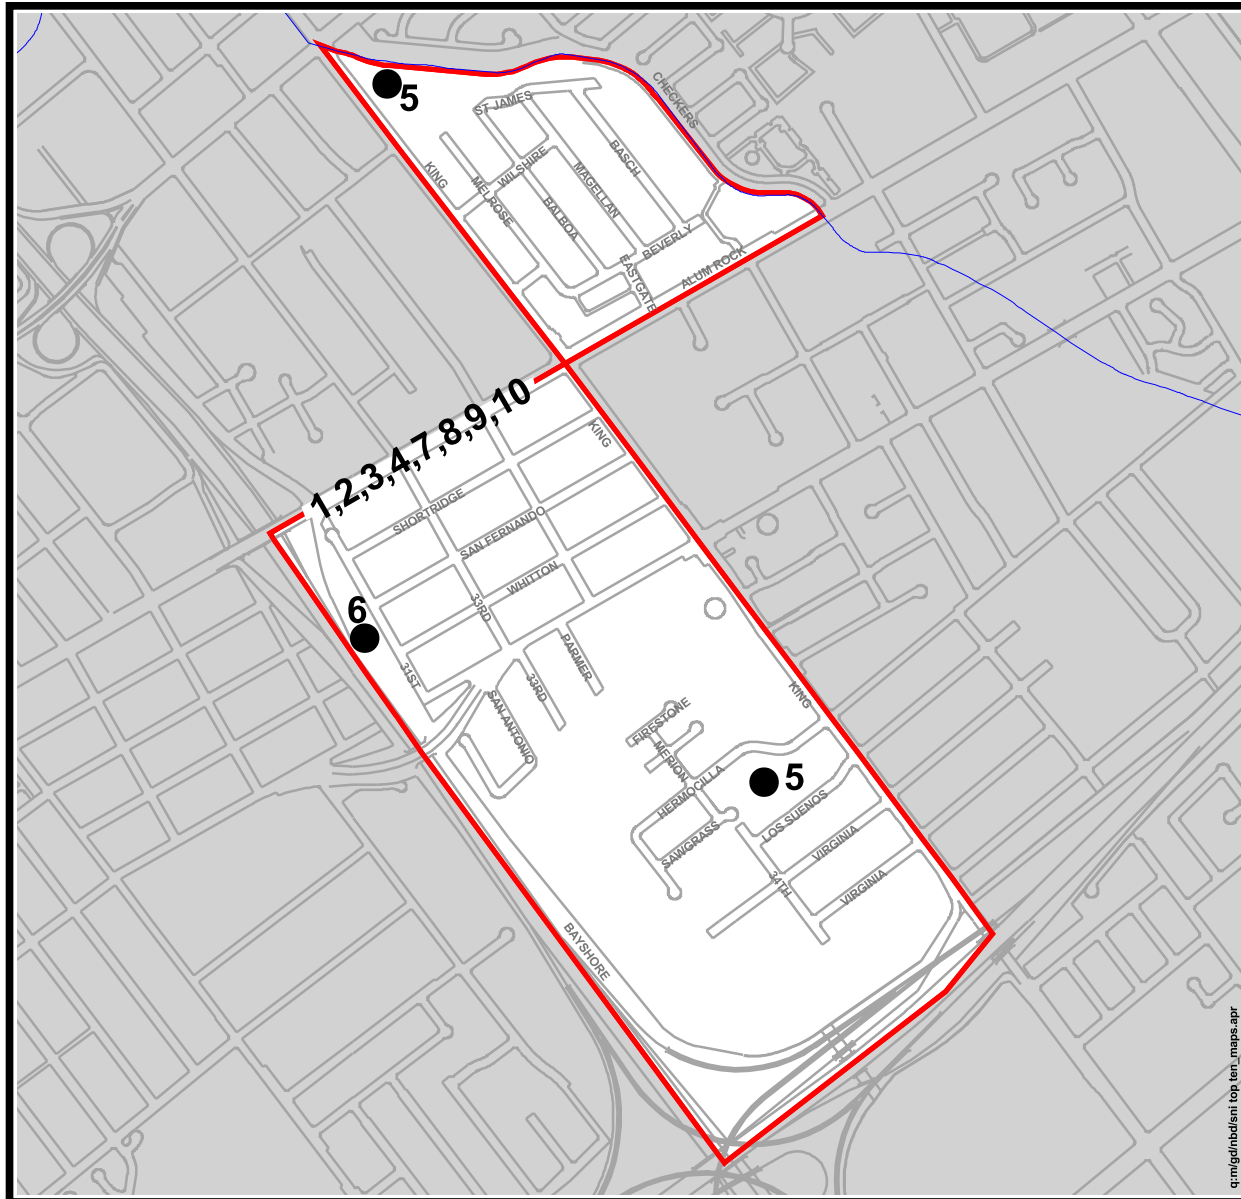 5
CHECKERS
ST JAMES
KING
MELROSE
WILSHIRE
BASCH
MAGELLAN
BALBOA
BEVERLY
EASTGATE
ALUM ROCK
1,2,3,4,7,8,9,10
KING
SHORTRIDGE
SAN FERNANDO
WHITTON
33RD
6
31ST
PARMER
33RD
SAN ANTONIO
KING
FIRESTONE
MERION
HERMOCILLA
5
LOS SUENOS
SAWGRASS
VIRGINIA
34TH
VIRGINIA
BAYSHORE
q:m/gd/nbd/sni top ten_maps.apr